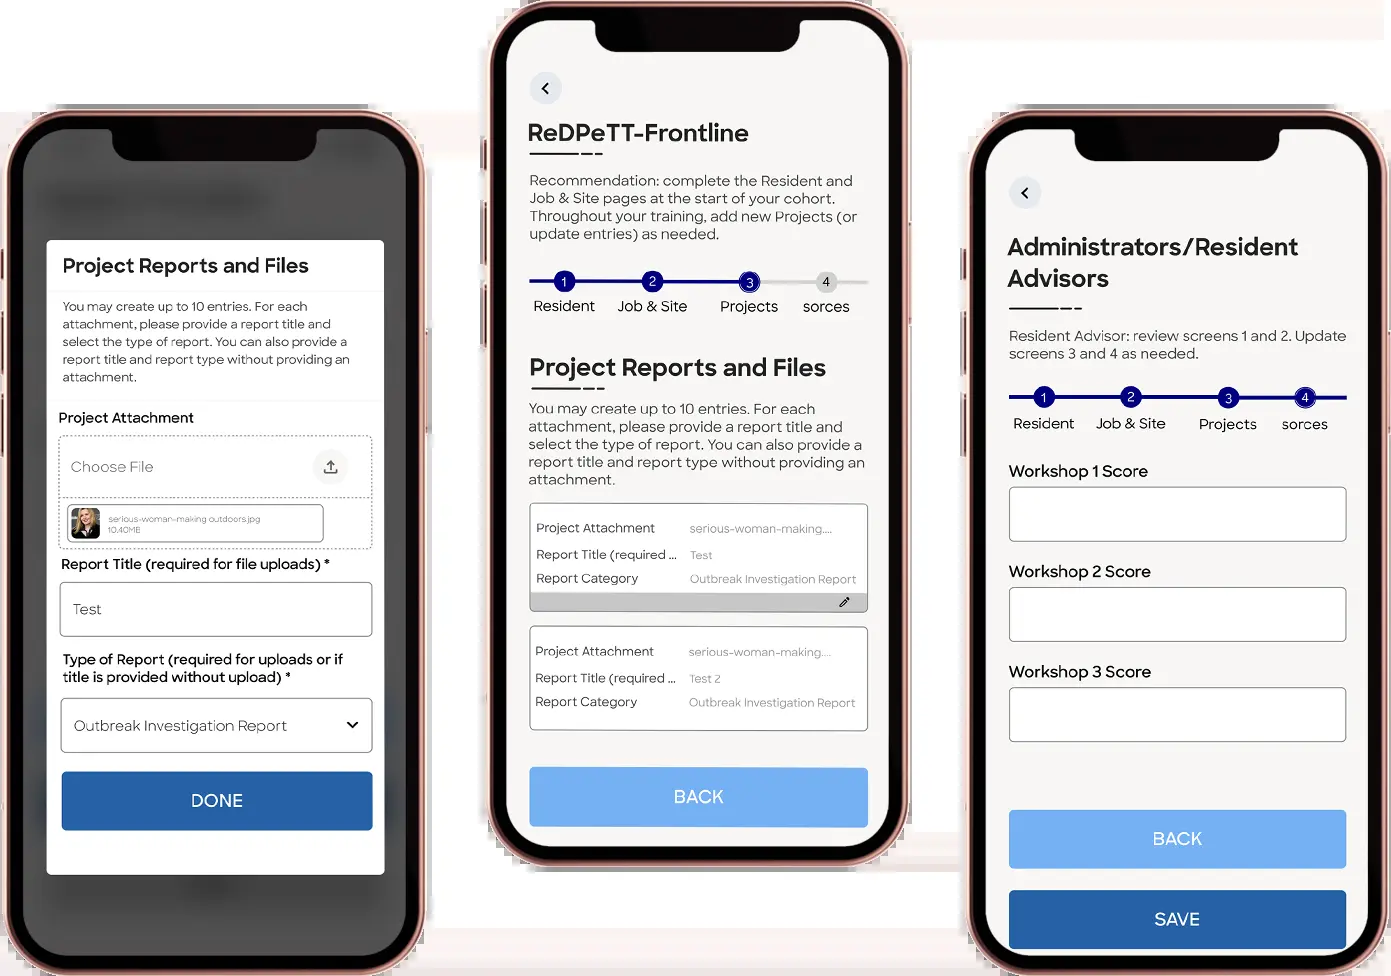 Project Reports and Files
You may create up to 10 entries. For each
attachment, please provide a report title and
select the type of report. You can also provide a
report title and report type without providing an
attachment.
Project Attachment
Choose File
serious-woman-making outdoors.jpg
10.40MB
Report Title (required for file uploads) *
Test
Type of Report (required for uploads or if
title is provided without upload) *
Outbreak Investigation Report
DONE
ReDPeTT-Frontline
Recommendation: complete the Resident and
Job & Site pages at the start of your cohort.
Throughout your training, add new Projects (or
update entries) as needed.
1 2 3 4
Resident Job & Site Projects sorces
Project Reports and Files
You may create up to 10 entries. For each
attachment, please provide a report title and
select the type of report. You can also provide a
report title and report type without providing an
attachment.
Project Attachment serious-woman-making....
Report Title (required ... Test
Report Category Outbreak Investigation Report
Project Attachment serious-woman-making....
Report Title (required ... Test 2
Report Category Outbreak Investigation Report
BACK
Administrators/Resident
Advisors
Resident Advisor: review screens 1 and 2. Update
screens 3 and 4 as needed.
1 2 3 4
Resident Job & Site Projects sorces
Workshop 1 Score
Workshop 2 Score
Workshop 3 Score
BACK
SAVE